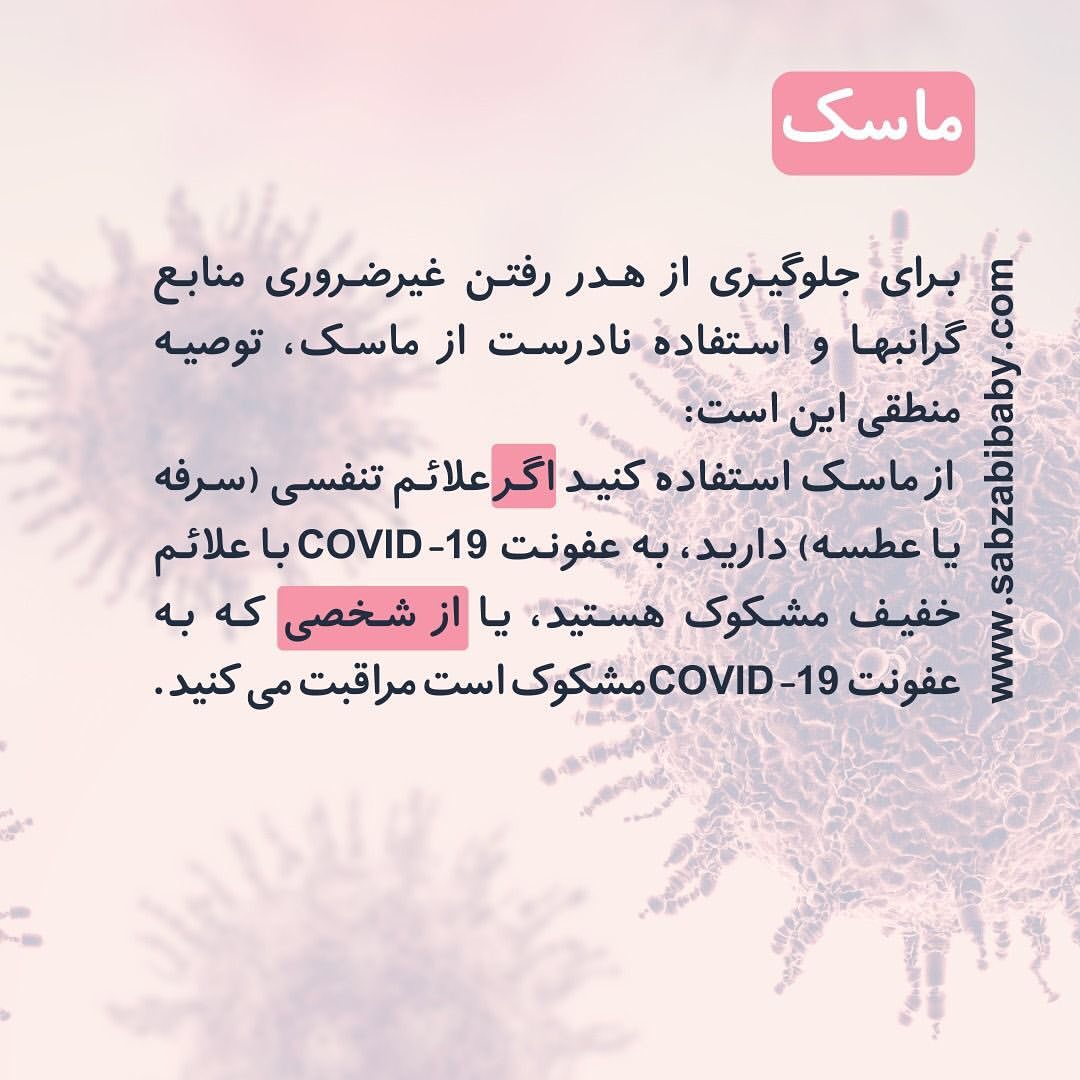 ماسک
برای جلوگیری از هدر رفتن غیرضروری منابع
گرانبها و استفاده نادرست از ماسک، توصیه
منطقی این است:
از ماسک استفاده کنید اگر علائم تنفسی (سرفه
یا عطسه) دارید، به عفونت COVID-19 با علائم
خفیف مشکوک هستید، یا از شخصی که به
عفونت COVID-19 مشکوک است مراقبت می کنید.
www.sabzabibaby.com